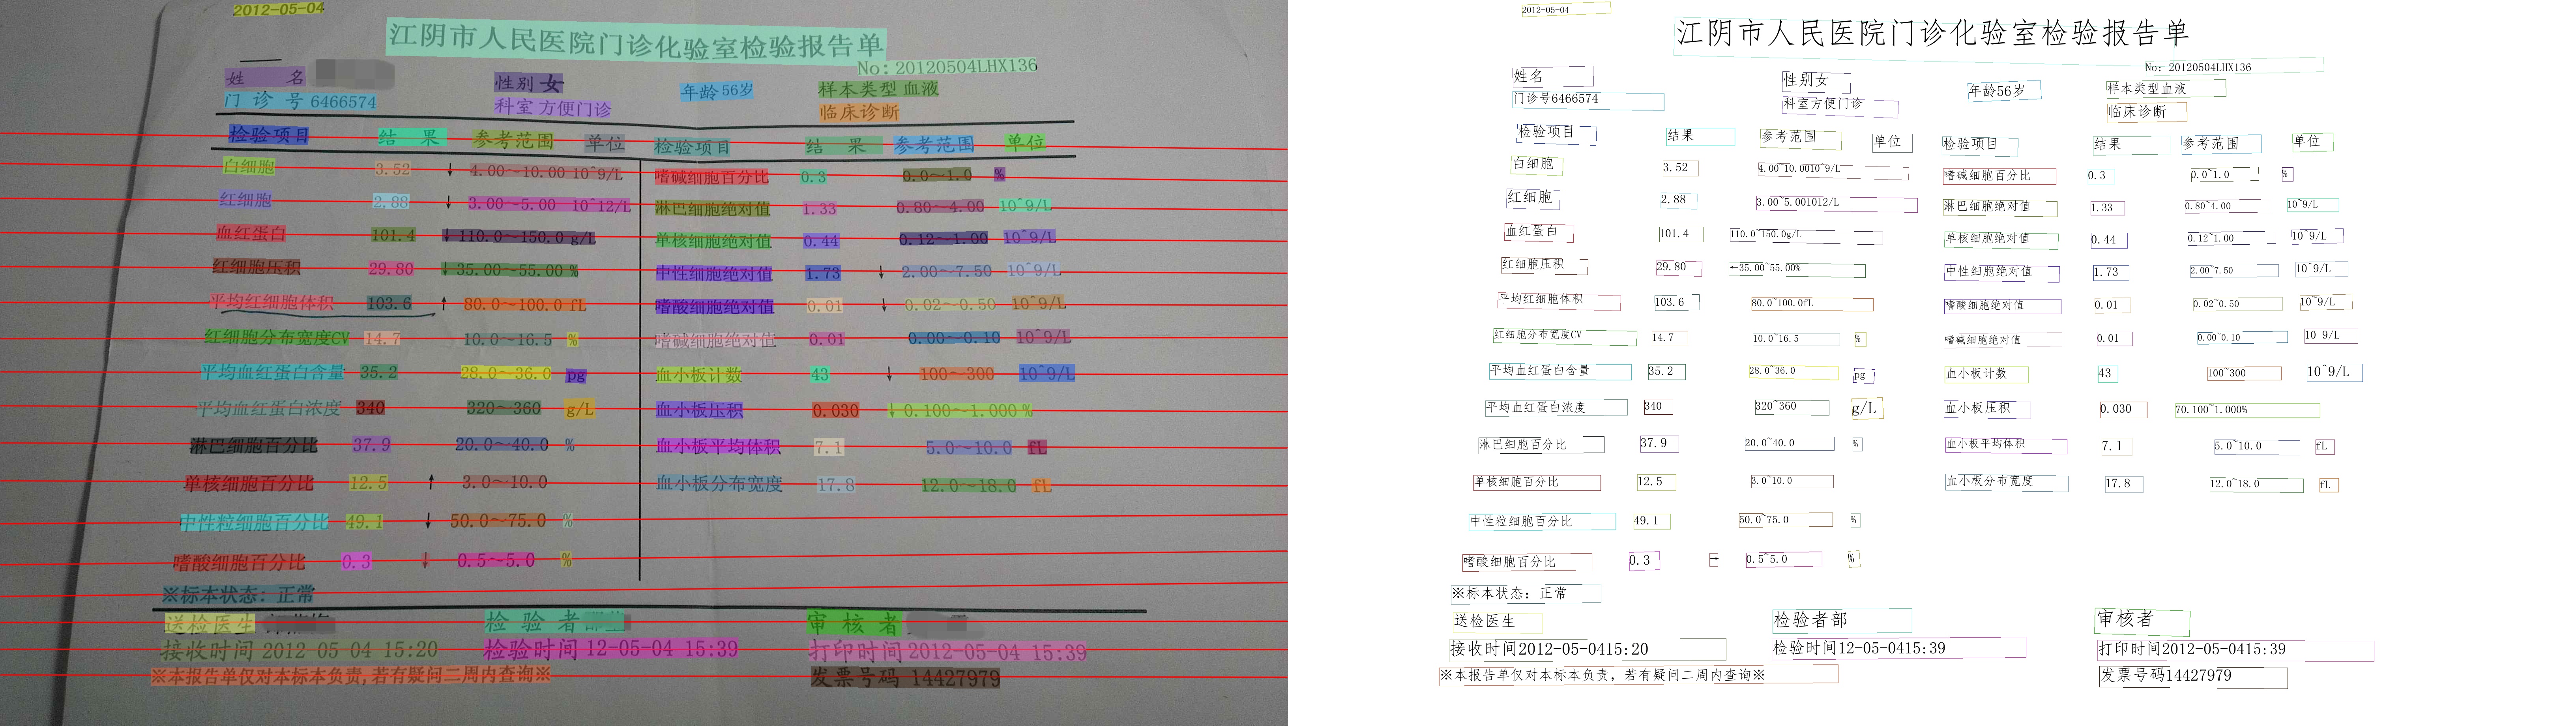 2012-05-04
江阴市人民医院门诊化验室检验报告单
No: 20120504LHX136
姓 名 性别 女 年龄 56岁 样本类型 血液
门 诊 号 6466574 科室 方便门诊 临床诊断
检验项目 结 果 参考范围 单位 检验项目 结 果 参考范围 单位
白细胞 3.52 ↓ 4.00~10.00 10^9/L 嗜碱细胞百分比 0.3 0.0~1.0 %
红细胞 2.88 ↓ 3.00~5.00 10^12/L 淋巴细胞绝对值 1.33 0.80~4.00 10^9/L
血红蛋白 101.4 ↓ 110.0~150.0 g/L 单核细胞绝对值 0.44 0.12~1.00 10^9/L
红细胞压积 29.80 ↓ 35.00~55.00 % 中性细胞绝对值 1.73 ↓ 2.00~7.50 10^9/L
平均红细胞体积 103.6 ↑ 80.0~100.0 fL 嗜酸细胞绝对值 0.01 ↓ 0.02~0.50 10^9/L
红细胞分布宽度CV 14.7 10.0~16.5 % 嗜碱细胞绝对值 0.01 0.00~0.10 10^9/L
平均血红蛋白含量 35.2 28.0~36.0 pg 血小板计数 43 ↓ 100~300 10^9/L
平均血红蛋白浓度 340 320~360 g/L 血小板压积 0.030 ↓ 0.100~1.000 %
淋巴细胞百分比 37.9 20.0~40.0 % 血小板平均体积 7.1 5.0~10.0 fL
单核细胞百分比 12.5 ↑ 3.0~10.0 血小板分布宽度 17.8 12.0~18.0 fL
中性粒细胞百分比 49.1 ↓ 50.0~75.0 %
嗜酸细胞百分比 0.3 ↓ 0.5~5.0 %
※标本状态: 正常
送检医生 检 验 者 审 核 者
接收时间 2012-05-04 15:20 检验时间 12-05-04 15:39 打印时间 2012-05-04 15:39
※本报告单仅对本标本负责,若有疑问二周内查询※ 发票号码 14427979
2012-05-04
江阴市人民医院门诊化验室检验报告单
No: 20120504LHX136
姓名 性别女 年龄56岁 样本类型血液
门诊号6466574 科室方便门诊 临床诊断
检验项目 结果 参考范围 单位 检验项目 结果 参考范围 单位
白细胞 3.52 4.00~10.0010^9/L 嗜碱细胞百分比 0.3 0.0~1.0 %
红细胞 2.88 3.00~5.001012/L 淋巴细胞绝对值 1.33 0.80~4.00 10^9/L
血红蛋白 101.4 110.0~150.0g/L 单核细胞绝对值 0.44 0.12~1.00 10^9/L
红细胞压积 29.80 ←35.00~55.00% 中性细胞绝对值 1.73 2.00~7.50 10^9/L
平均红细胞体积 103.6 80.0~100.0fL 嗜酸细胞绝对值 0.01 0.02~0.50 10^9/L
红细胞分布宽度CV 14.7 10.0~16.5 % 嗜碱细胞绝对值 0.01 0.00~0.10 10 9/L
平均血红蛋白含量 35.2 28.0~36.0 pg 血小板计数 43 100~300 10^9/L
平均血红蛋白浓度 340 320~360 g/L 血小板压积 0.030 70.100~1.000%
淋巴细胞百分比 37.9 20.0~40.0 % 血小板平均体积 7.1 5.0~10.0 fL
单核细胞百分比 12.5 3.0~10.0 血小板分布宽度 17.8 12.0~18.0 fL
中性粒细胞百分比 49.1 50.0~75.0 %
嗜酸细胞百分比 0.3 → 0.5~5.0 %
※标本状态: 正常
送检医生 检验者部 审核者
接收时间2012-05-0415:20 检验时间12-05-0415:39 打印时间2012-05-0415:39
※本报告单仅对本标本负责, 若有疑问二周内查询※ 发票号码14427979